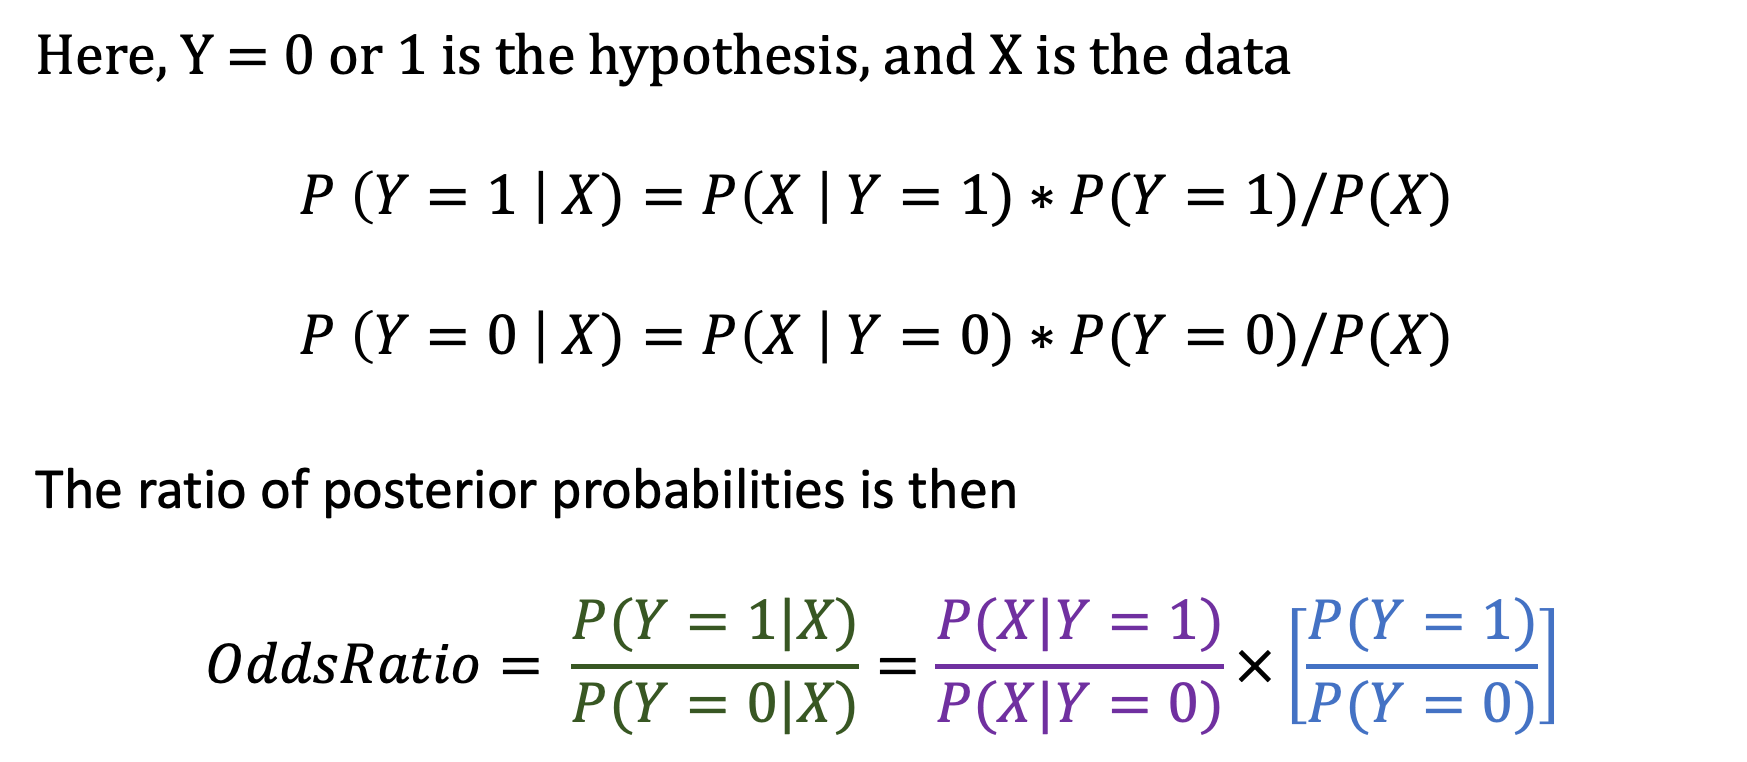 Here, Y = 0 or 1 is the hypothesis, and X is the data
P (Y = 1 | X) = P(X | Y = 1) * P(Y = 1)/P(X)
P (Y = 0 | X) = P(X | Y = 0) * P(Y = 0)/P(X)
The ratio of posterior probabilities is then
OddsRatio = P(Y = 1|X) / P(Y = 0|X) = P(X|Y = 1) / P(X|Y = 0) × [P(Y = 1) / P(Y = 0)]